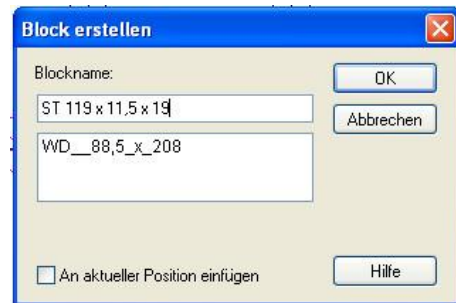 Block erstellen
Blockname:
ST 119 x 11,5 x 19
WD__88,5_x_208
An aktueller Position einfügen
OK
Abbrechen
Hilfe